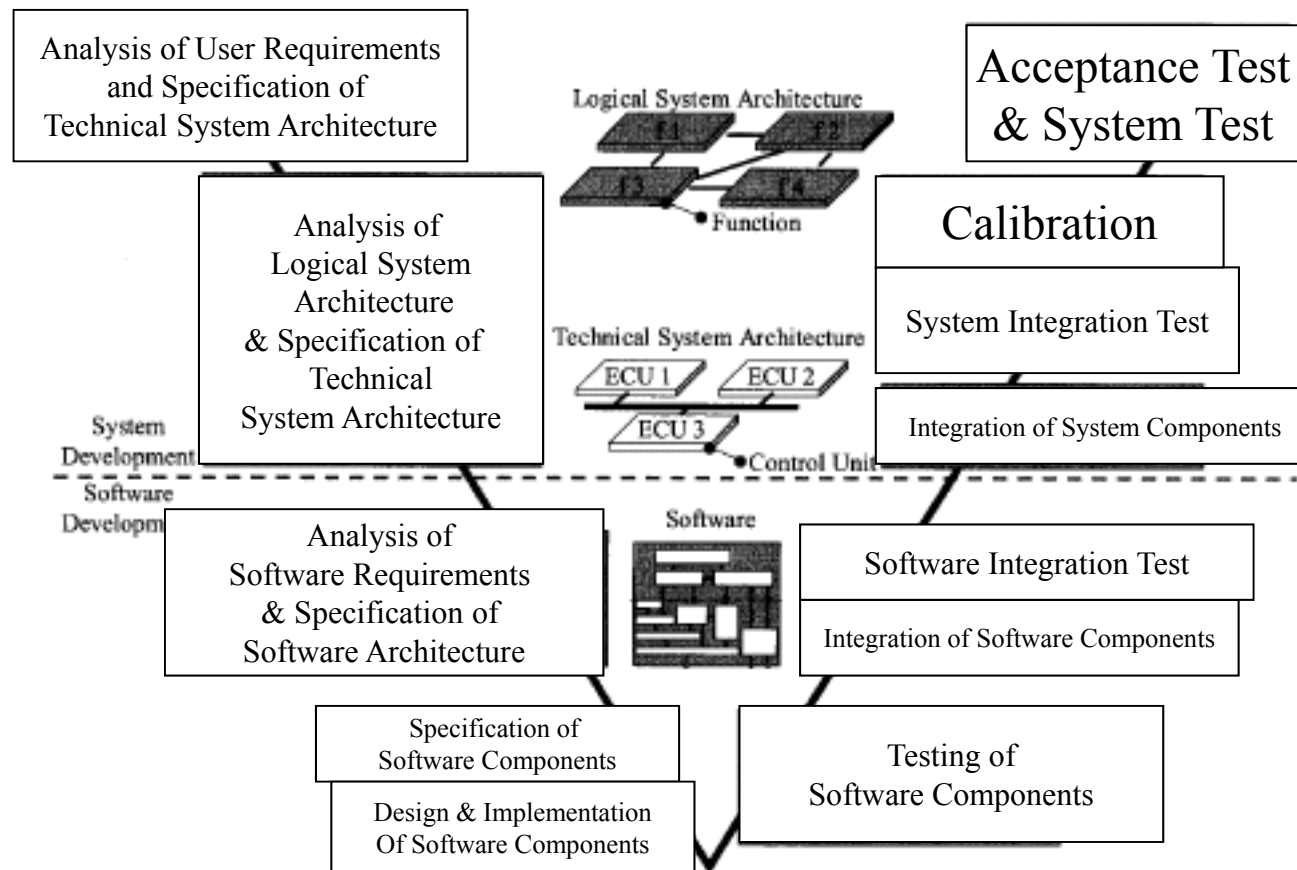 Analysis of User Requirements
and Specification of
Technical System Architecture
Acceptance Test
& System Test
Logical System Architecture
f1
f2
f3
f4
Function
Analysis of
Logical System
Architecture
& Specification of
Technical
System Architecture
Calibration
System Integration Test
Technical System Architecture
ECU 1
ECU 2
ECU 3
Control Unit
Integration of System Components
System
Development
Software
Analysis of
Software Requirements
& Specification of
Software Architecture
Software
Software Integration Test
Integration of Software Components
Specification of
Software Components
Design & Implementation
Of Software Components
Testing of
Software Components